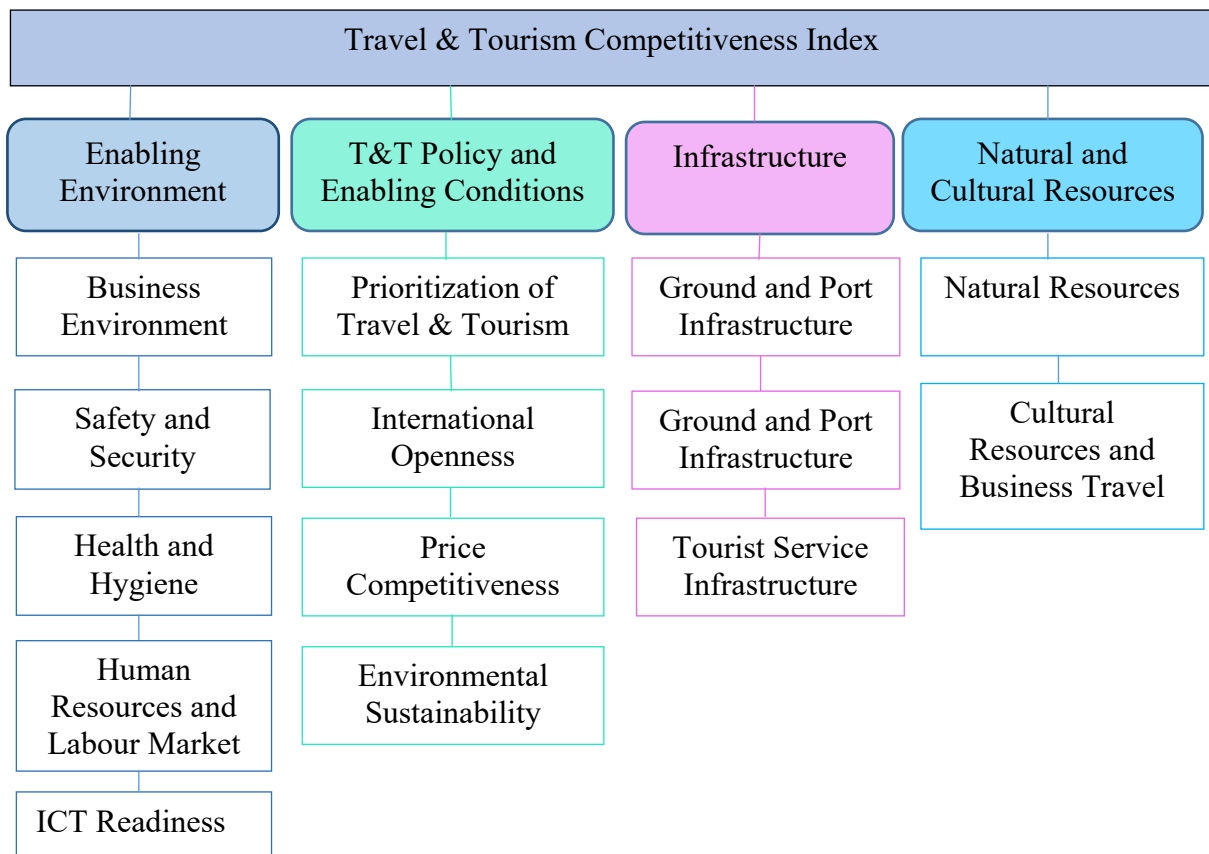 Travel & Tourism Competitiveness Index
Enabling
Environment
T&T Policy and
Enabling Conditions
Infrastructure
Natural and
Cultural Resources
Business
Environment
Prioritization of
Travel & Tourism
Ground and Port
Infrastructure
Natural Resources
Safety and
Security
International
Openness
Ground and Port
Infrastructure
Cultural
Resources and
Business Travel
Health and
Hygiene
Price
Competitiveness
Tourist Service
Infrastructure
Human
Resources and
Labour Market
Environmental
Sustainability
ICT Readiness